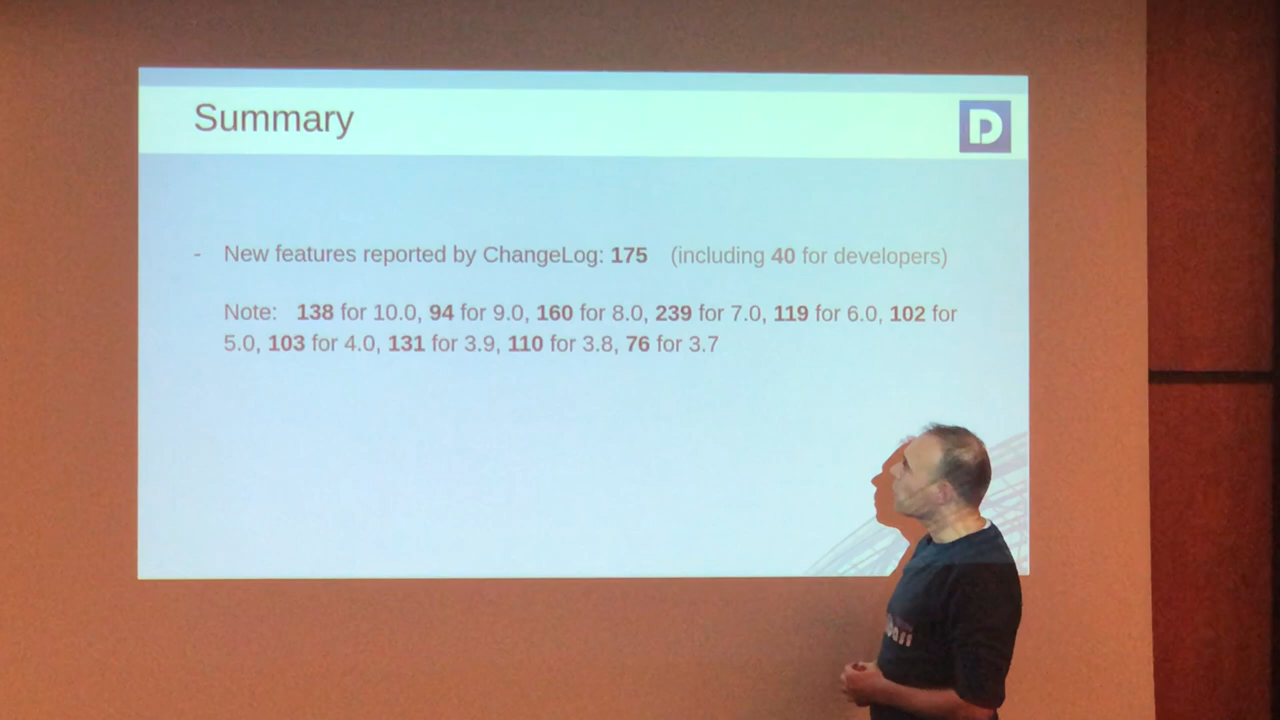 Summary
D
- New features reported by ChangeLog: 175 (including 40 for developers)
Note: 138 for 10.0, 94 for 9.0, 160 for 8.0, 239 for 7.0, 119 for 6.0, 102 for
5.0, 103 for 4.0, 131 for 3.9, 110 for 3.8, 76 for 3.7